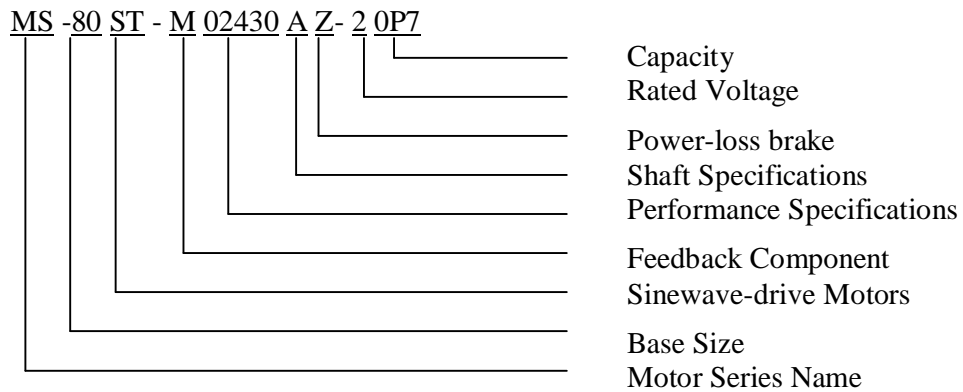 MS -80 ST - M 02430 A Z- 2 0P7
Capacity
Rated Voltage
Power-loss brake
Shaft Specifications
Performance Specifications
Feedback Component
Sinewave-drive Motors
Base Size
Motor Series Name